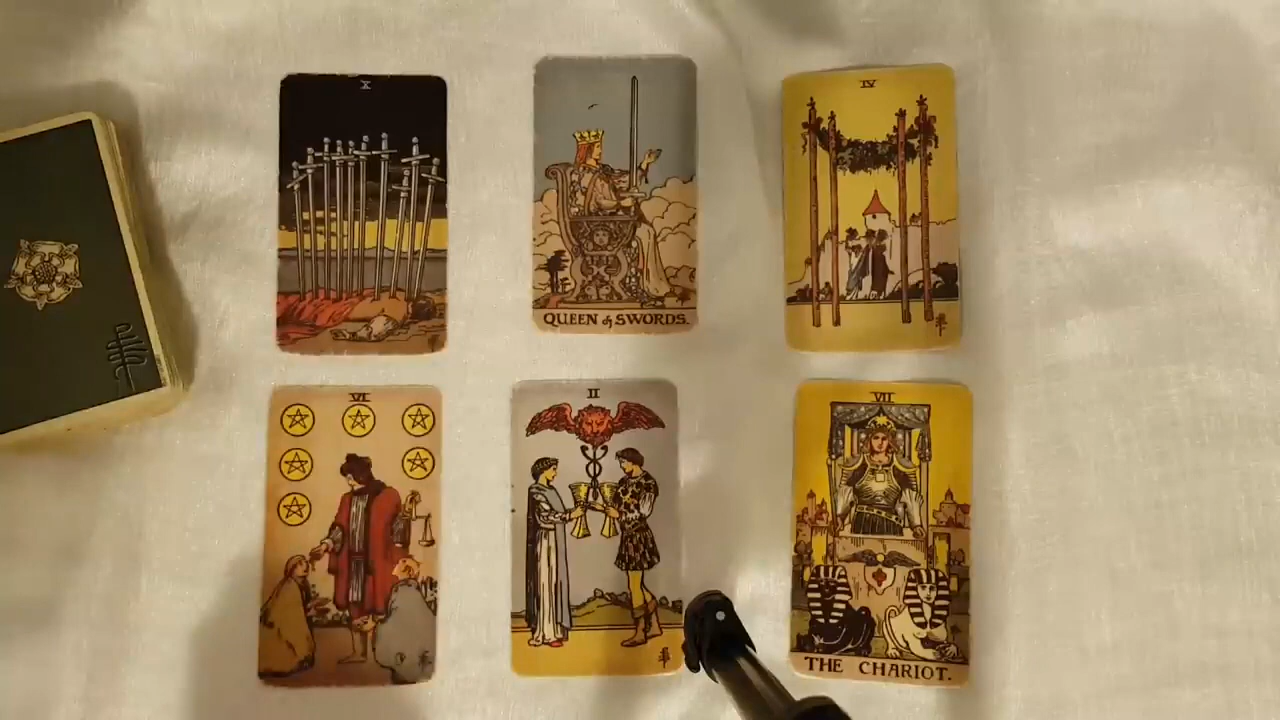 X
QUEEN of SWORDS.
IV
VI
II
VII
THE CHARIOT.